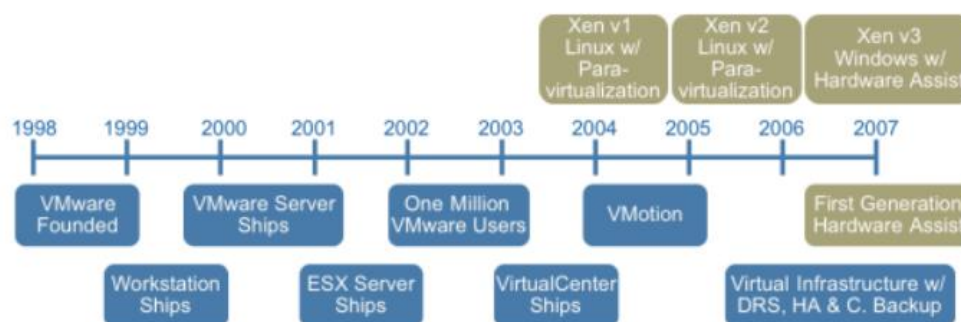 Xen v1
Linux w/
Para-
virtualization
Xen v2
Linux w/
Para-
virtualization
Xen v3
Windows w/
Hardware Assist
1998
1999
2000
2001
2002
2003
2004
2005
2006
2007
VMware
Founded
VMware Server
Ships
One Million
VMware Users
VMotion
First Generation
Hardware Assist
Workstation
Ships
ESX Server
Ships
VirtualCenter
Ships
Virtual Infrastructure w/
DRS, HA & C. Backup